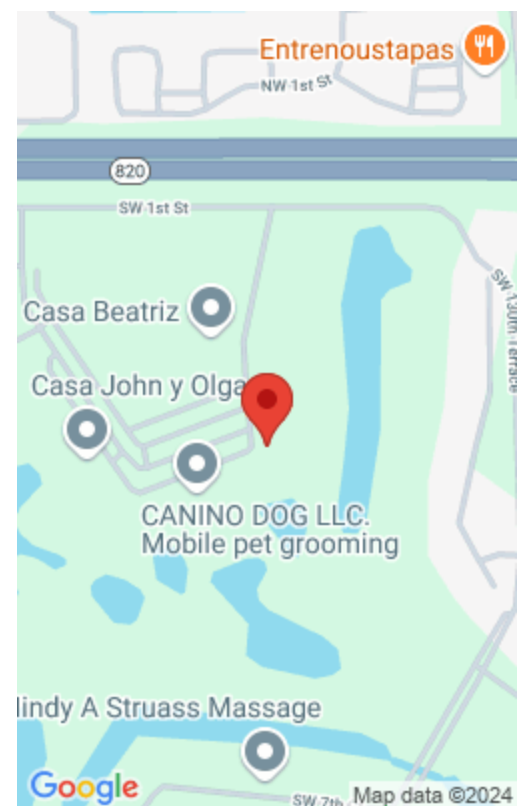 Entrenoustapas
NW 1st St
820
SW 1st St
SW 130th Terrace
Casa Beatriz
Casa John y Olga
CANINO DOG LLC.
Mobile pet grooming
lindy A Struass Massage
Google
SW 7th
Map data ©2024